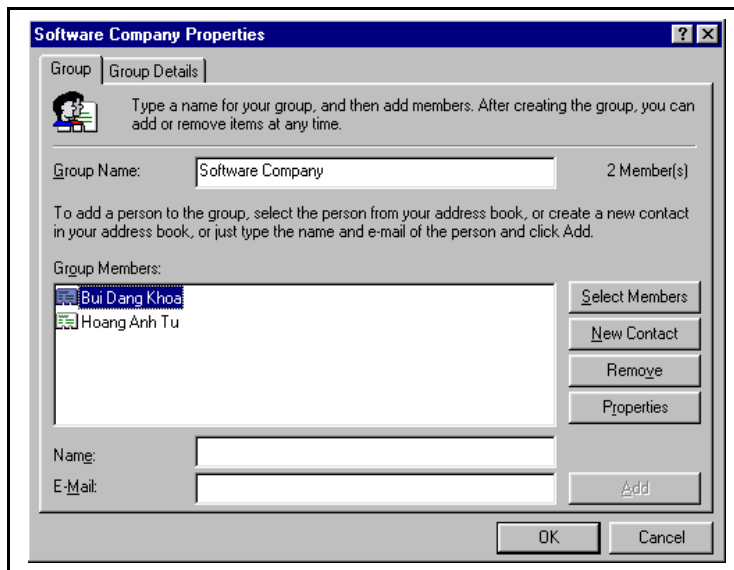 Software Company Properties
? X
Group
Group Details
Type a name for your group, and then add members. After creating the group, you can
add or remove items at any time.
Group Name:
Software Company
2 Member(s)
To add a person to the group, select the person from your address book, or create a new contact
in your address book, or just type the name and e-mail of the person and click Add.
Group Members:
Bui Dang Khoa
Hoang Anh Tu
Select Members
New Contact
Remove
Properties
Name:
E-Mail:
Add
OK
Cancel